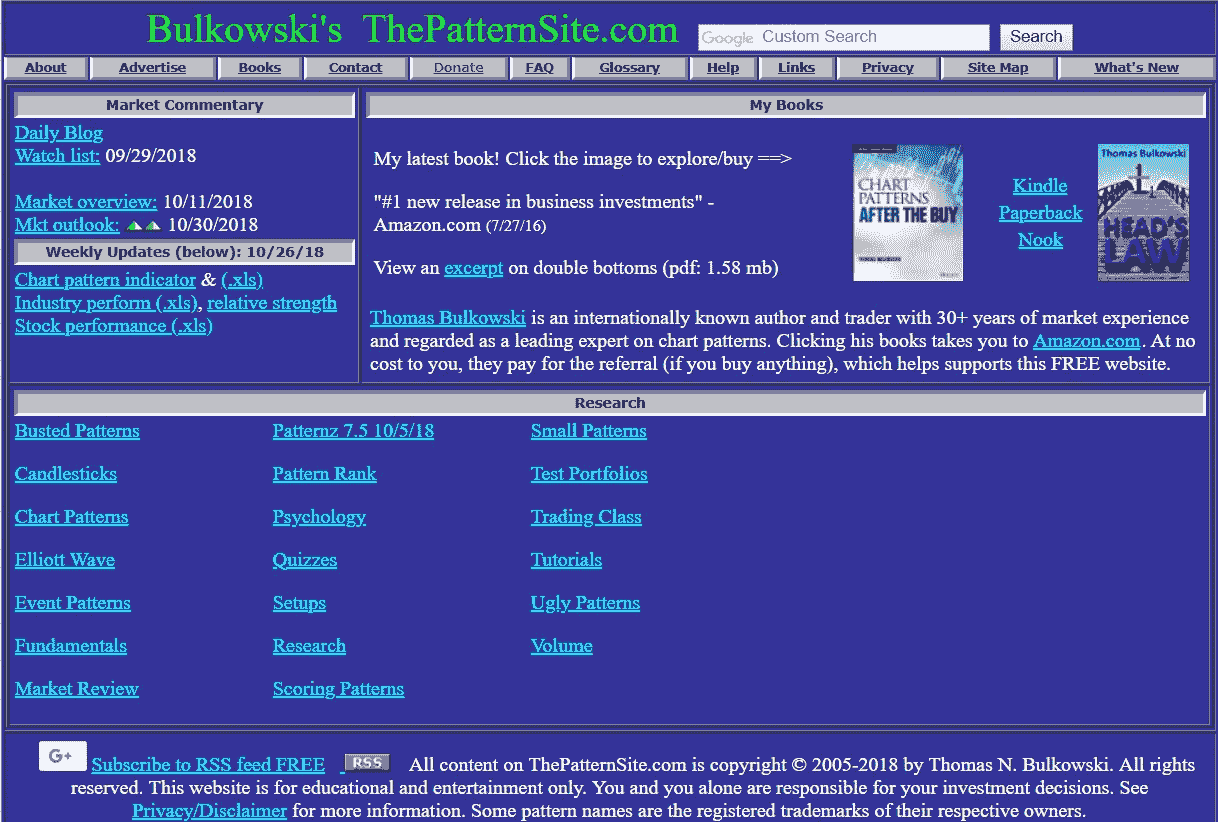 Bulkowski's ThePatternSite.com
Google Custom Search
Search
About Advertise Books Contact Donate FAQ Glossary Help Links Privacy Site Map What's New
Market Commentary
Daily Blog
Watch list: 09/29/2018
Market overview: 10/11/2018
Mkt outlook: 10/30/2018
Weekly Updates (below): 10/26/18
Chart pattern indicator & (.xls)
Industry perform (.xls), relative strength
Stock performance (.xls)
My Books
My latest book! Click the image to explore/buy ==>
"#1 new release in business investments" -
Amazon.com (7/27/16)
View an excerpt on double bottoms (pdf: 1.58 mb)
CHART
PATTERNS
AFTER THE BUY
Kindle
Paperback
Nook
Thomas Bulkowski
HEAD'S
LAW
Thomas Bulkowski is an internationally known author and trader with 30+ years of market experience
and regarded as a leading expert on chart patterns. Clicking his books takes you to Amazon.com. At no
cost to you, they pay for the referral (if you buy anything), which helps supports this FREE website.
Research
Busted Patterns Patternz 7.5 10/5/18 Small Patterns
Candlesticks Pattern Rank Test Portfolios
Chart Patterns Psychology Trading Class
Elliott Wave Quizzes Tutorials
Event Patterns Setups Ugly Patterns
Fundamentals Research Volume
Market Review Scoring Patterns
G+ Subscribe to RSS feed FREE RSS All content on ThePatternSite.com is copyright © 2005-2018 by Thomas N. Bulkowski. All rights
reserved. This website is for educational and entertainment only. You and you alone are responsible for your investment decisions. See
Privacy/Disclaimer for more information. Some pattern names are the registered trademarks of their respective owners.